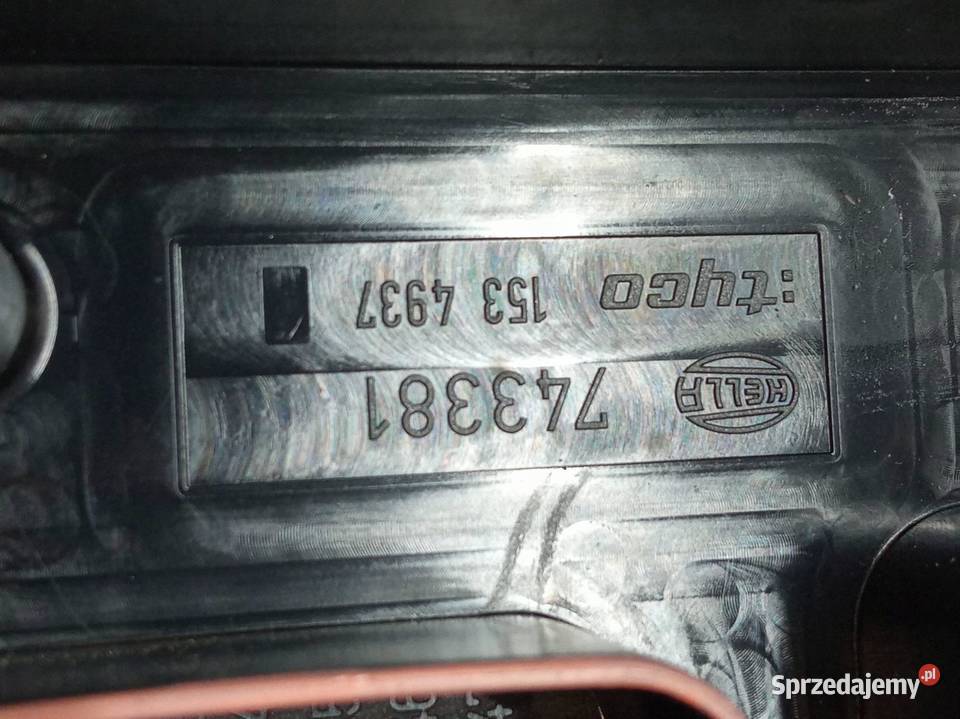 HELLA 743381
tyco 153 4937
Sprzedajemy.pl